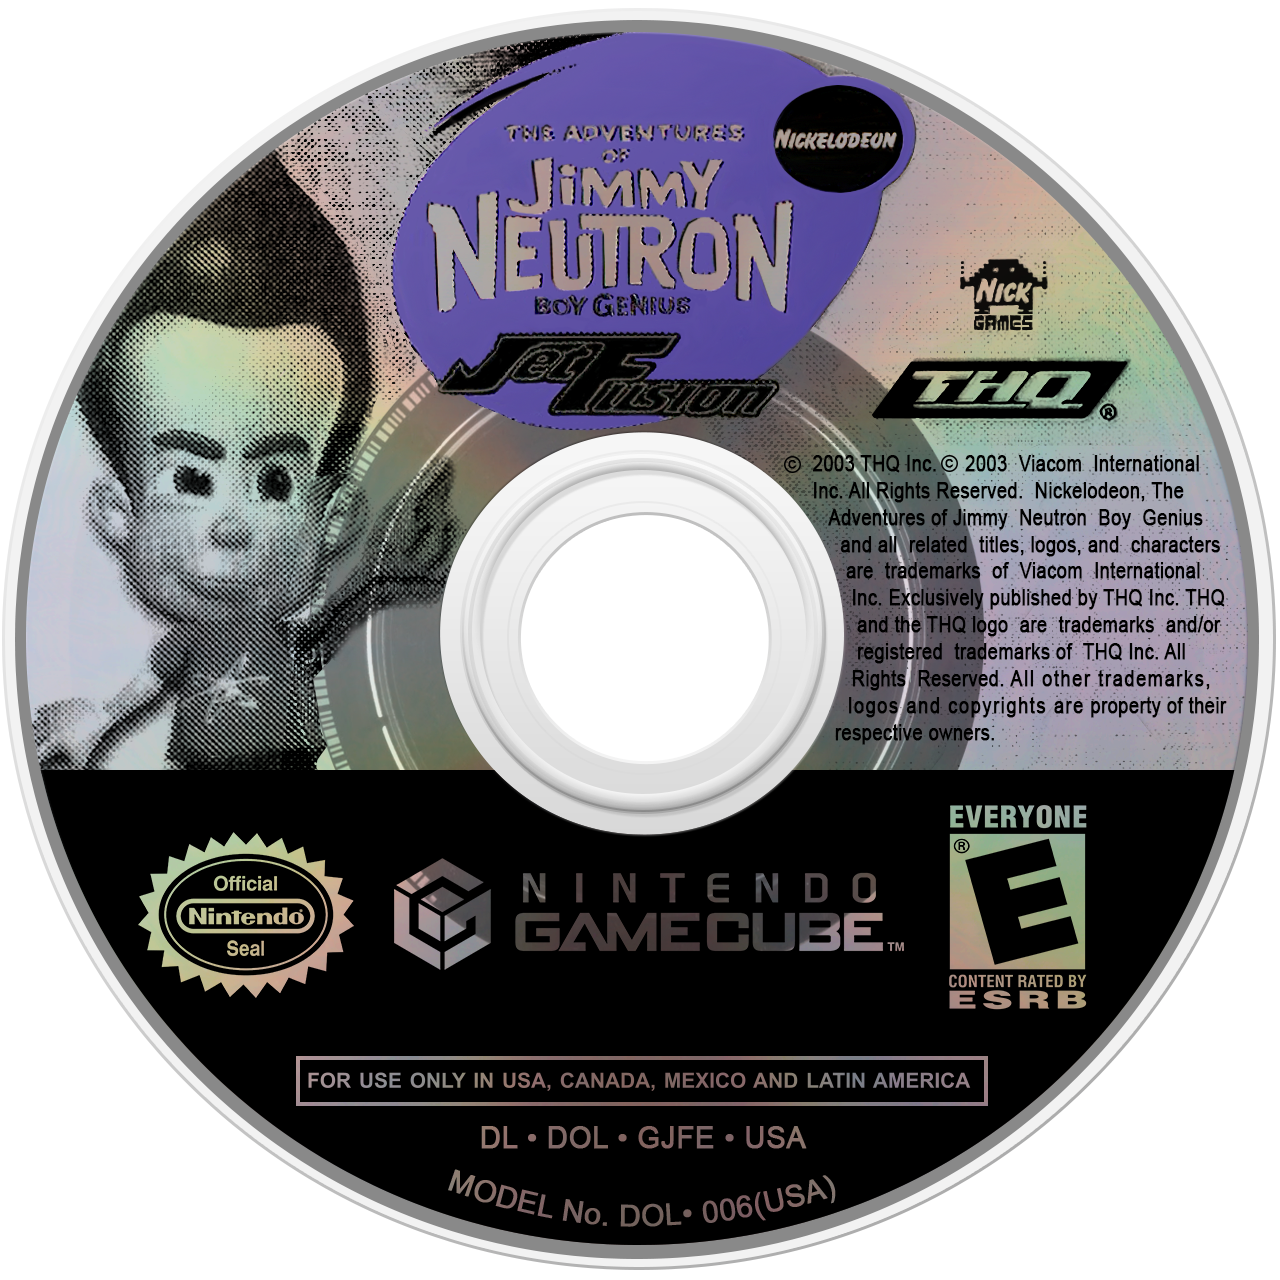 THE ADVENTURES
OF
JIMMY
NEUTRON
BOY GENIUS
Jet Fusion
NICKELODEON
NICK
GAMES
THQ®
© 2003 THQ Inc. © 2003 Viacom International
Inc. All Rights Reserved. Nickelodeon, The
Adventures of Jimmy Neutron Boy Genius
and all related titles, logos, and characters
are trademarks of Viacom International
Inc. Exclusively published by THQ Inc. THQ
and the THQ logo are trademarks and/or
registered trademarks of THQ Inc. All
Rights Reserved. All other trademarks,
logos and copyrights are property of their
respective owners.
Official
Nintendo®
Seal
NINTENDO
GAMECUBE™
EVERYONE
®
E
CONTENT RATED BY
ESRB
FOR USE ONLY IN USA, CANADA, MEXICO AND LATIN AMERICA
DL • DOL • GJFE • USA
MODEL No. DOL• 006(USA)